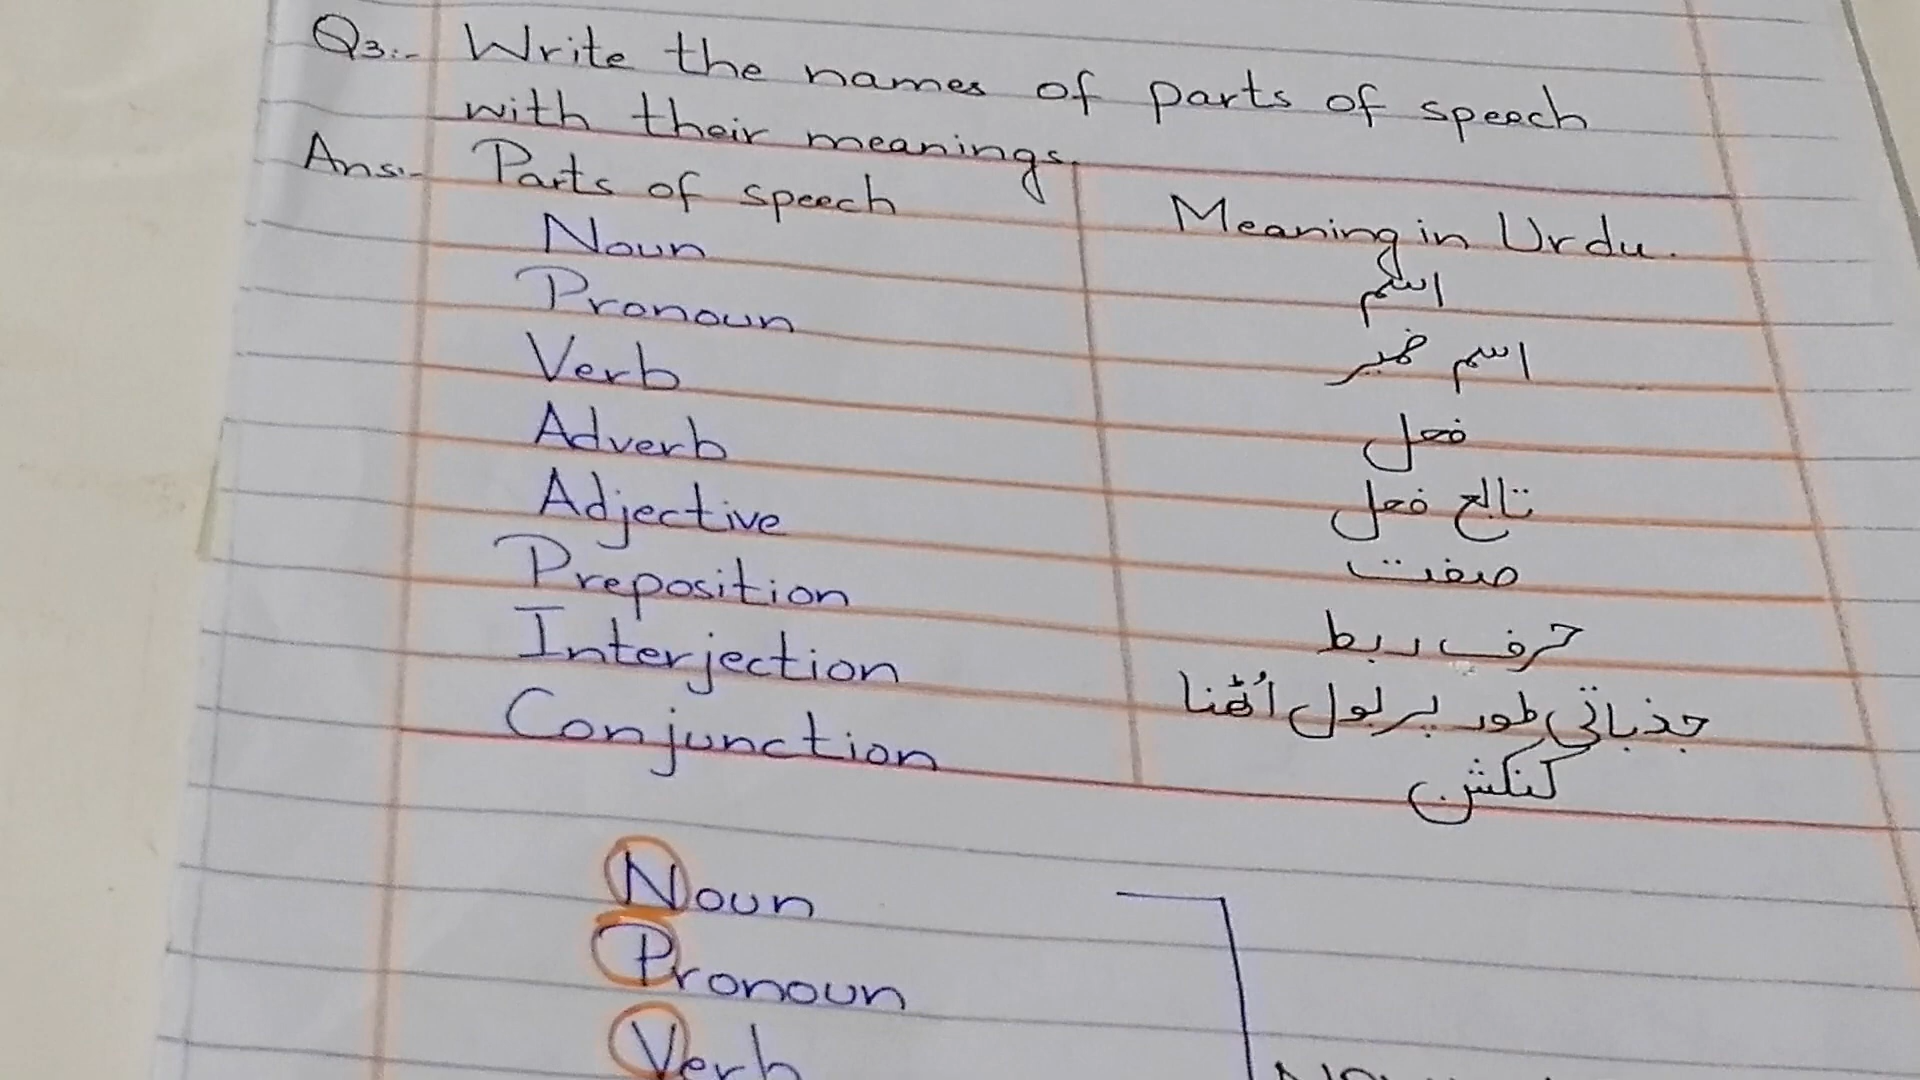 Q3:- Write the names of parts of speech
with their meanings.
Ans:- Parts of speech Meaning in Urdu.
Noun اسم
Pronoun اسم ضمیر
Verb فعل
Adverb تابع فعل
Adjective صفت
Preposition حرف ربط
Interjection جذباتی طور پر بول اُٹھنا
Conjunction
Noun
Pronoun
Verb